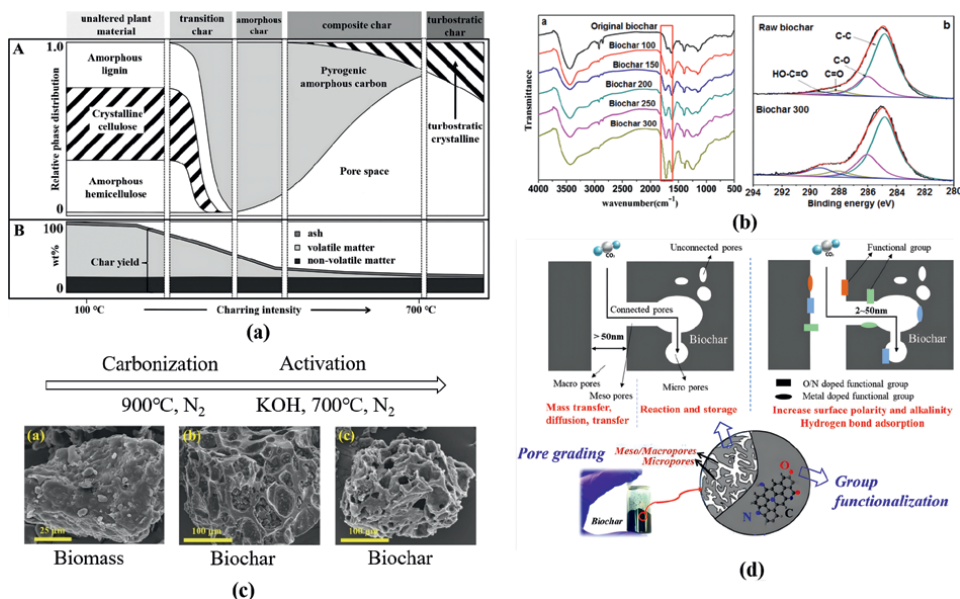 unaltered plant
material
transition
char
amorphous char
composite char
turbostratic
char
A
1.0
0
Relative phase distribution
Amorphous
lignin
Crystalline
cellulose
Amorphous
hemicellulose
Pyrogenic
amorphous carbon
Pore space
turbostratic
crystalline
B
100
0
wt%
Char yield
ash
volatile matter
non-volatile matter
100 ℃
Charring intensity
700 ℃
(a)
a
Original biochar
Biochar 100
Biochar 150
Biochar 200
Biochar 250
Biochar 300
Transmittance
4000 3500 3000 2500 2000 1500 1000 500
wavenumber(cm⁻¹)
b
Raw biochar
C-C
C-O
C=O
HO-C=O
Biochar 300
294 292 290 288 286 284 282 280
Binding energy (eV)
(b)
Carbonization
Activation
900℃, N₂
KOH, 700℃, N₂
(a)
25 μm
(b)
100 μm
(c)
100 μm
Biomass
Biochar
Biochar
(c)
CO₂
Unconnected pores
Connected pores
Biochar
> 50nm
Macro pores
Meso pores
Micro pores
Mass transfer,
diffusion, transfer
Reaction and storage
CO₂
Functional group
2~50nm
Biochar
O/N doped functional group
Metal doped functional group
Increase surface polarity and alkalinity
Hydrogen bond adsorption
Pore grading
Meso/Macropores
Micropores
Biochar
O
N
C
Group
functionalization
(d)